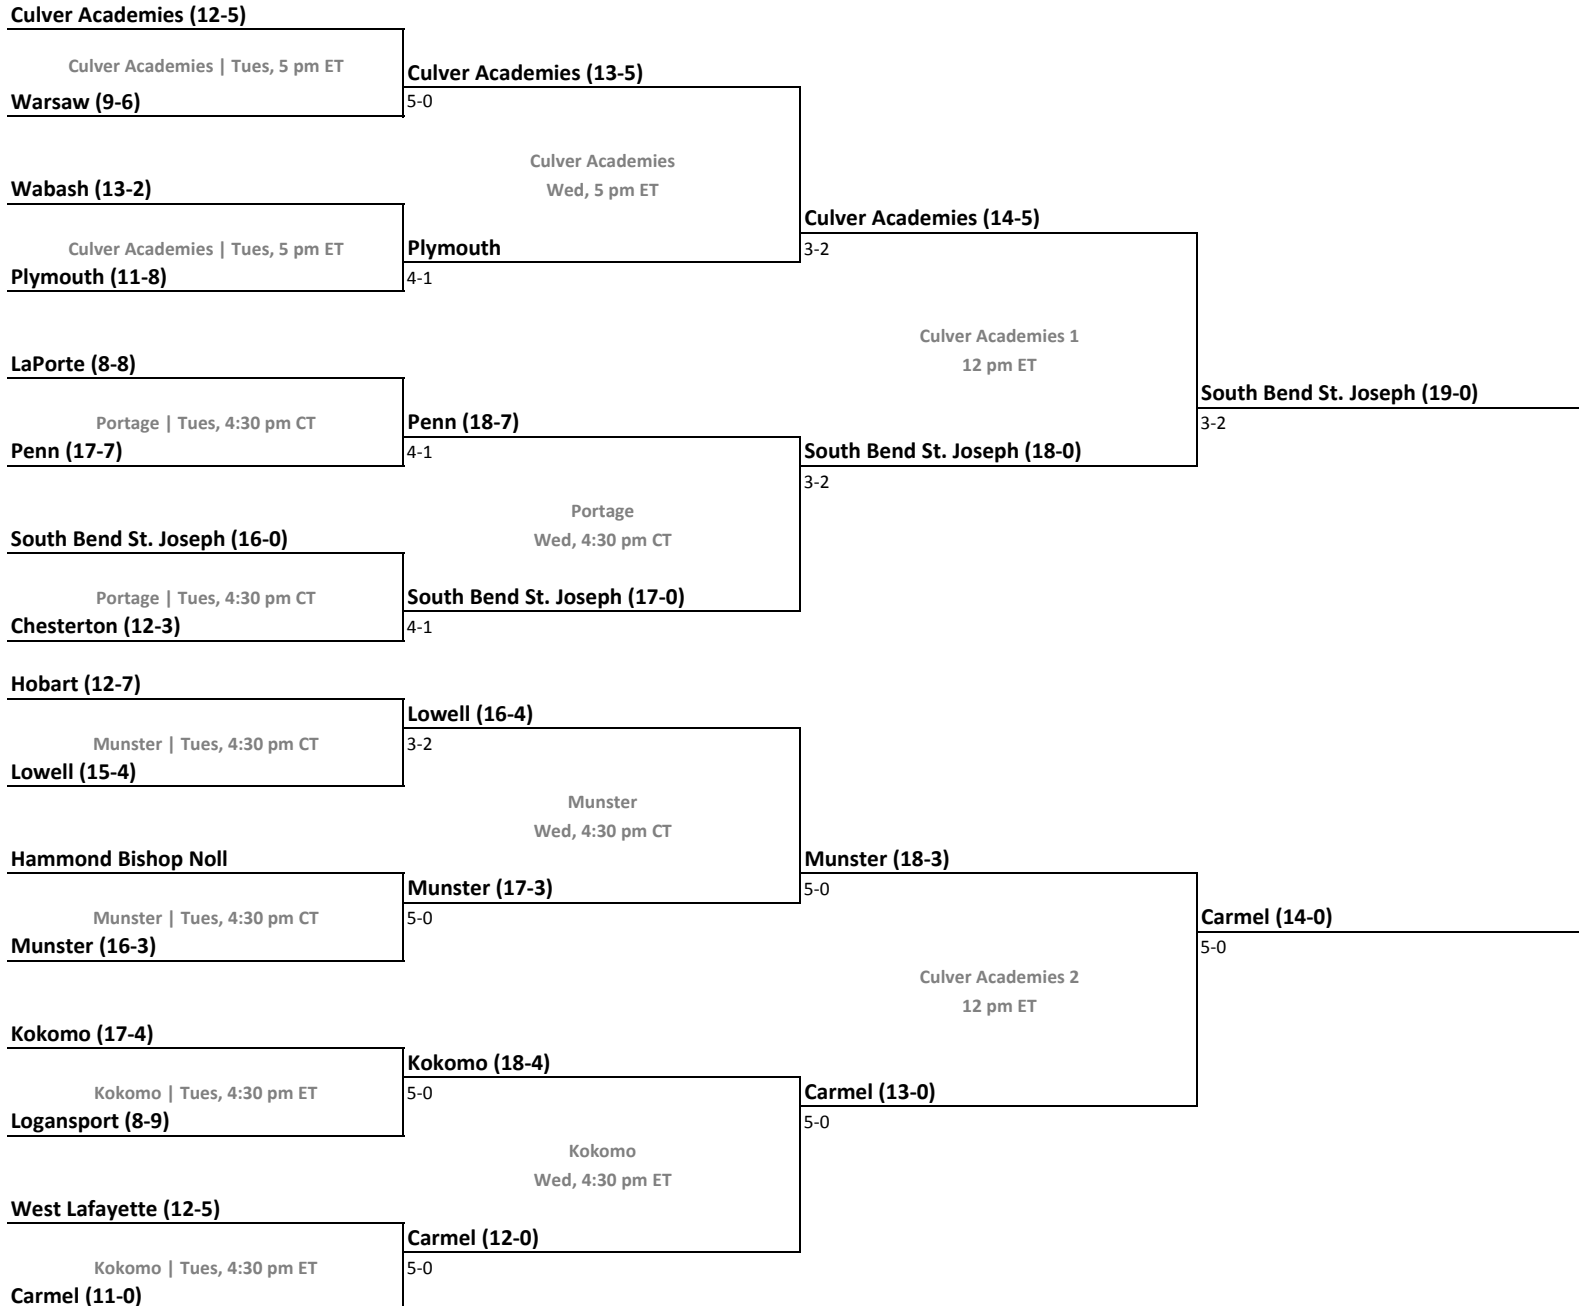 Culver Academies (12-5)
Culver Academies | Tues, 5 pm ET
Culver Academies (13-5)
Warsaw (9-6)
5-0
Culver Academies
Wabash (13-2)
Wed, 5 pm ET
Culver Academies (14-5)
Culver Academies | Tues, 5 pm ET
Plymouth
3-2
Plymouth (11-8)
4-1
Culver Academies 1
LaPorte (8-8)
12 pm ET
South Bend St. Joseph (19-0)
Portage | Tues, 4:30 pm CT
Penn (18-7)
3-2
Penn (17-7)
4-1
South Bend St. Joseph (18-0)
3-2
Portage
South Bend St. Joseph (16-0)
Wed, 4:30 pm CT
Portage | Tues, 4:30 pm CT
South Bend St. Joseph (17-0)
Chesterton (12-3)
4-1
Hobart (12-7)
Lowell (16-4)
Munster | Tues, 4:30 pm CT
3-2
Lowell (15-4)
Munster
Wed, 4:30 pm CT
Hammond Bishop Noll
Munster (18-3)
Munster (17-3)
5-0
Munster | Tues, 4:30 pm CT
5-0
Carmel (14-0)
Munster (16-3)
5-0
Culver Academies 2
12 pm ET
Kokomo (17-4)
Kokomo (18-4)
Kokomo | Tues, 4:30 pm ET
5-0
Carmel (13-0)
Logansport (8-9)
5-0
Kokomo
Wed, 4:30 pm ET
West Lafayette (12-5)
Carmel (12-0)
Kokomo | Tues, 4:30 pm ET
5-0
Carmel (11-0)